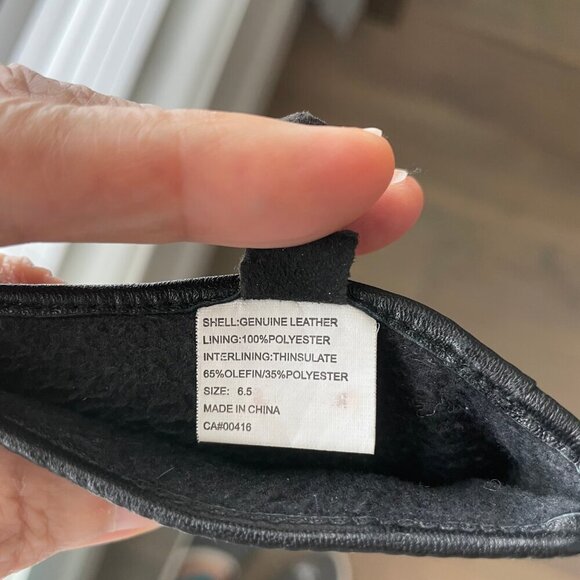 SHELL:GENUINE LEATHER
LINING:100%POLYESTER
INTERLINING:THINSULATE
65%OLEFIN/35%POLYESTER
SIZE: 6.5
MADE IN CHINA
CA#00416